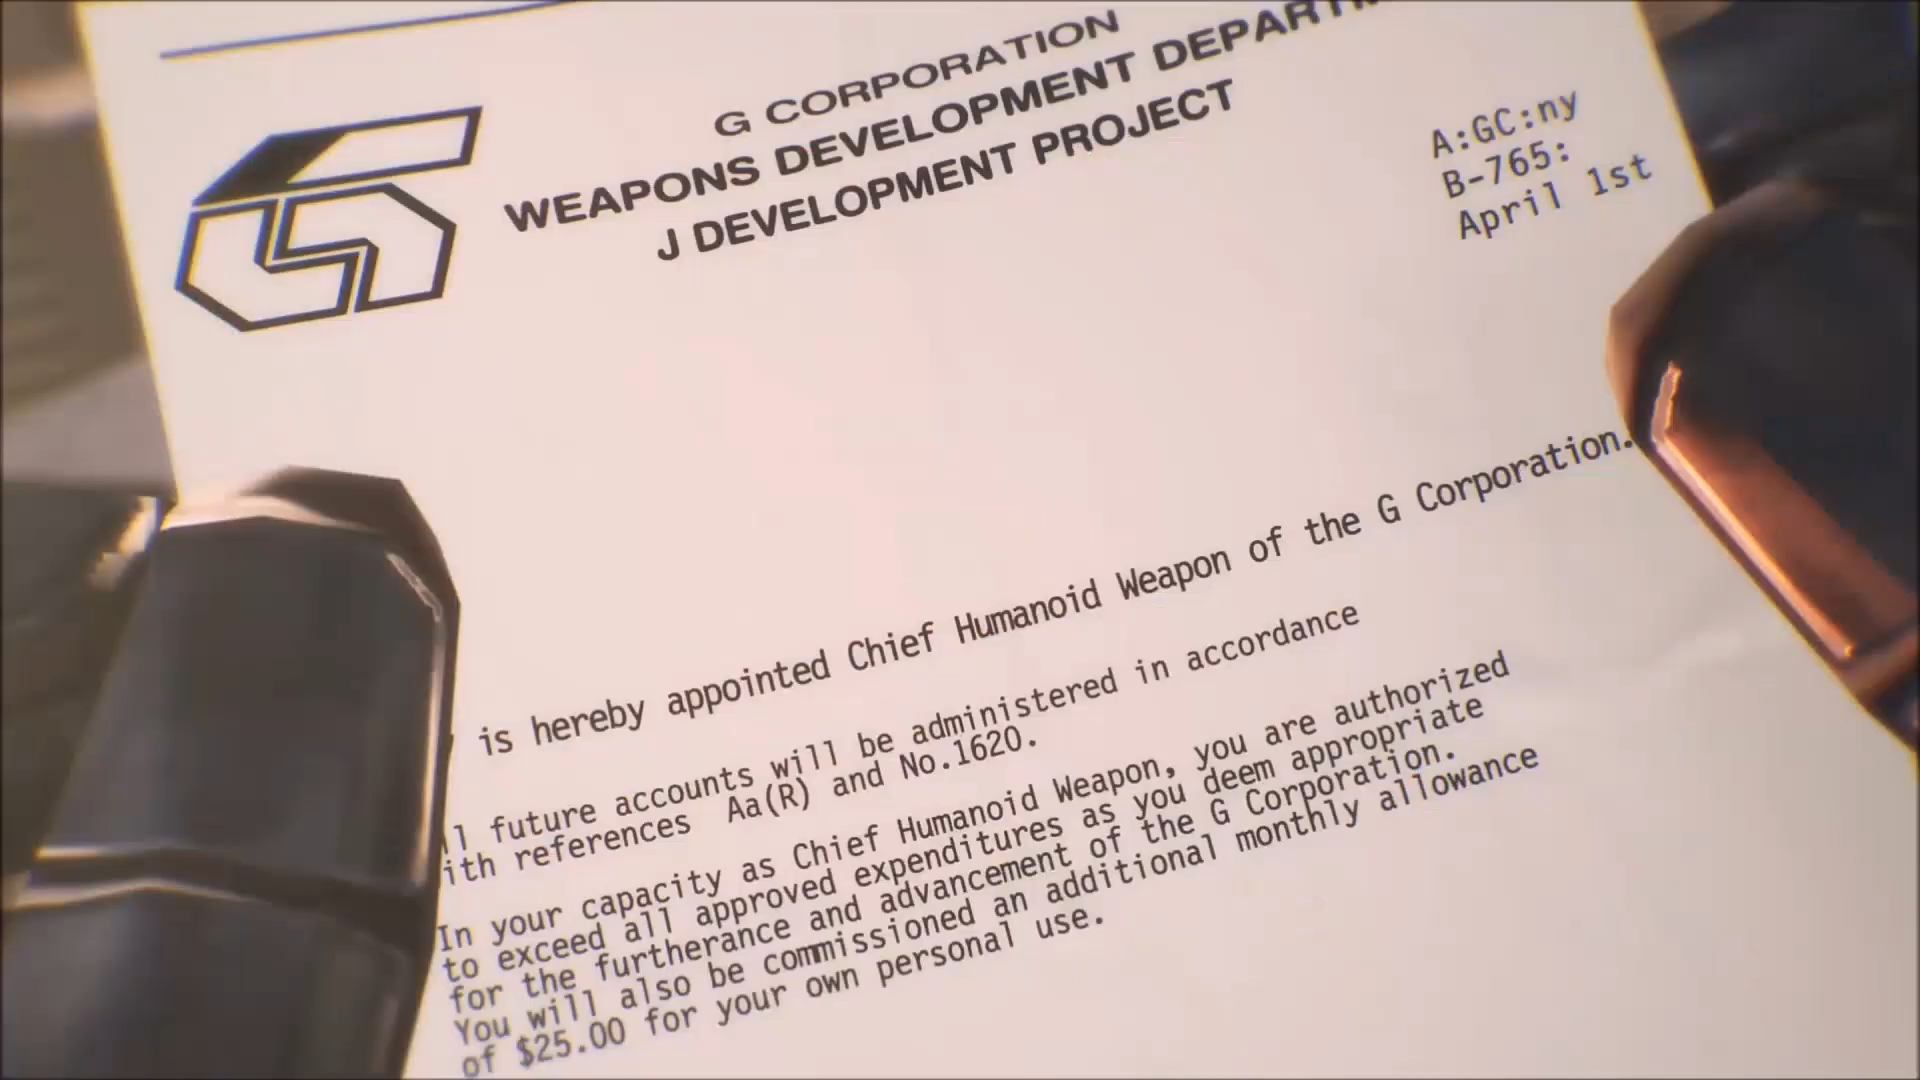 G CORPORATION
WEAPONS DEVELOPMENT
J DEVELOPMENT PROJECT
A:GC:ny
B-765:
April 1st
is hereby appointed Chief Humanoid Weapon of the G Corporation.
future accounts will be administered in accordance
references Aa(R) and No.1620.
In your capacity as Chief Humanoid Weapon, you are authorized
to exceed all approved expenditures as you deem appropriate
for the furtherance and advancement of the G Corporation.
You will also be commissioned an additional monthly allowance
of $25.00 for your own personal use.